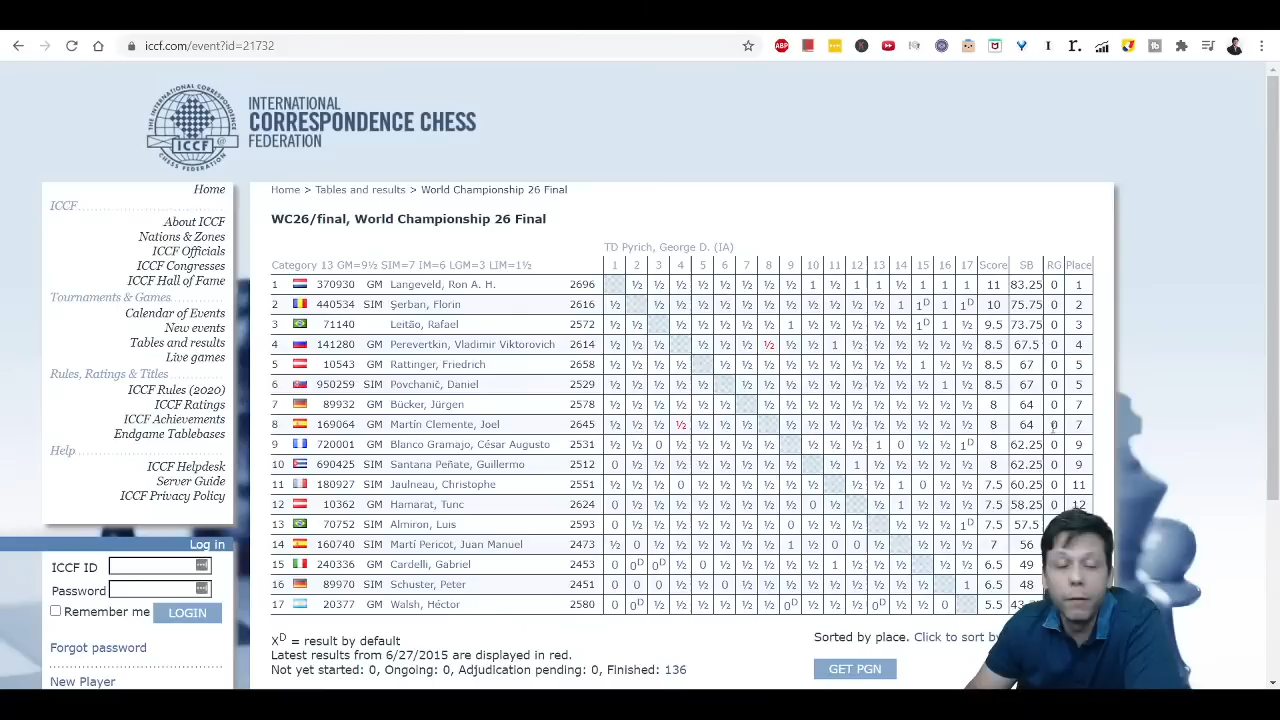 iccf.com/event?id=21732
INTERNATIONAL
CORRESPONDENCE CHESS
FEDERATION
THE INTERNATIONAL CORRESPONDENCE CHESS FEDERATION
ICCF
Home
ICCF
About ICCF
Nations & Zones
ICCF Officials
ICCF Congresses
ICCF Hall of Fame
Tournaments & Games
Calendar of Events
New events
Tables and results
Live games
Rules, Ratings & Titles
ICCF Rules (2020)
ICCF Ratings
ICCF Achievements
Endgame Tablebases
Help
ICCF Helpdesk
Server Guide
ICCF Privacy Policy
Log in
ICCF ID
Password
Remember me
LOGIN
Forgot password
New Player
Home > Tables and results > World Championship 26 Final
WC26/final, World Championship 26 Final
TD Pyrich, George D. (IA)
Category 13 GM=9½ SIM=7 IM=6 LGM=3 LIM=1½ 1 2 3 4 5 6 7 8 9 10 11 12 13 14 15 16 17 Score SB RG Place
1 370930 GM Langeveld, Ron A. H. 2696 ½ ½ ½ ½ ½ ½ ½ ½ 1 ½ 1 1 ½ 1 1 1 11 83.25 0 1
2 440534 SIM Şerban, Florin 2616 ½ ½ ½ ½ ½ ½ ½ ½ ½ ½ ½ ½ 1 1D 1 1D 10 75.75 0 2
3 71140 Leitão, Rafael 2572 ½ ½ ½ ½ ½ ½ ½ 1 ½ ½ ½ ½ ½ 1D 1 ½ 9.5 73.75 0 3
4 141280 GM Perevertkin, Vladimir Viktorovich 2614 ½ ½ ½ ½ ½ ½ ½ ½ ½ 1 ½ ½ ½ ½ ½ ½ 8.5 67.5 0 4
5 10543 GM Rattinger, Friedrich 2658 ½ ½ ½ ½ ½ ½ ½ ½ ½ ½ ½ ½ ½ 1 ½ ½ 8.5 67 0 5
6 950259 SIM Povchanič, Daniel 2529 ½ ½ ½ ½ ½ ½ ½ ½ ½ ½ ½ ½ ½ ½ 1 ½ 8.5 67 0 5
7 89932 GM Bücker, Jürgen 2578 ½ ½ ½ ½ ½ ½ ½ ½ ½ ½ ½ ½ ½ ½ ½ ½ 8 64 0 7
8 169064 GM Martín Clemente, Joel 2645 ½ ½ ½ ½ ½ ½ ½ ½ ½ ½ ½ ½ ½ ½ ½ ½ 8 64 0 7
9 720001 GM Blanco Gramajo, César Augusto 2531 ½ ½ 0 ½ ½ ½ ½ ½ ½ ½ ½ 1 0 ½ ½ 1D 8 62.25 0 9
10 690425 SIM Santana Peñate, Guillermo 2512 0 ½ ½ ½ ½ ½ ½ ½ ½ ½ 1 ½ ½ ½ ½ ½ 8 62.25 0 9
11 180927 SIM Jaulneau, Christophe 2551 ½ ½ ½ 0 ½ ½ ½ ½ ½ ½ ½ ½ 1 0 ½ ½ 7.5 60.25 0 11
12 10362 GM Hamarat, Tunc 2624 0 ½ ½ ½ ½ ½ ½ ½ ½ 0 ½ ½ 1 ½ ½ ½ 7.5 58.25 0 12
13 70752 SIM Almiron, Luis 2593 0 ½ ½ ½ ½ ½ ½ ½ 0 ½ ½ ½ ½ ½ ½ 1D 7.5 57.5
14 160740 SIM Martí Pericot, Juan Manuel 2473 ½ 0 ½ ½ ½ ½ ½ ½ 1 ½ 0 0 ½ ½ ½ ½ 7 56
15 240336 GM Cardelli, Gabriel 2453 0 0D 0D ½ 0 ½ ½ ½ ½ ½ 1 ½ ½ ½ ½ ½ 6.5 49
16 89970 SIM Schuster, Peter 2451 0 0 0 ½ ½ 0 ½ ½ ½ ½ ½ ½ ½ ½ ½ 1 6.5 48
17 20377 GM Walsh, Héctor 2580 0 0D ½ ½ ½ ½ ½ ½ 0D ½ ½ ½ 0D ½ ½ 0 5.5
XD = result by default
Latest results from 6/27/2015 are displayed in red.
Not yet started: 0, Ongoing: 0, Adjudication pending: 0, Finished: 136
Sorted by place. Click to sort by
GET PGN